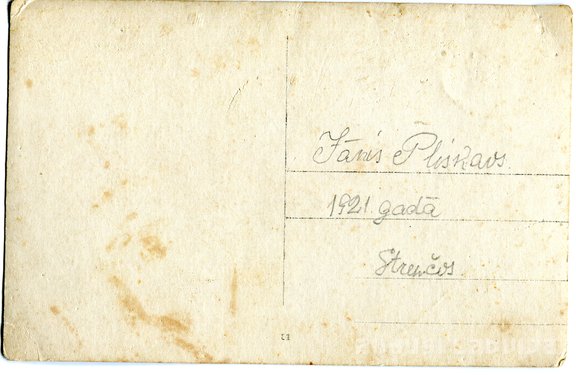 Jānis Pliskavs.
1921. gadā
Strenčos.
11